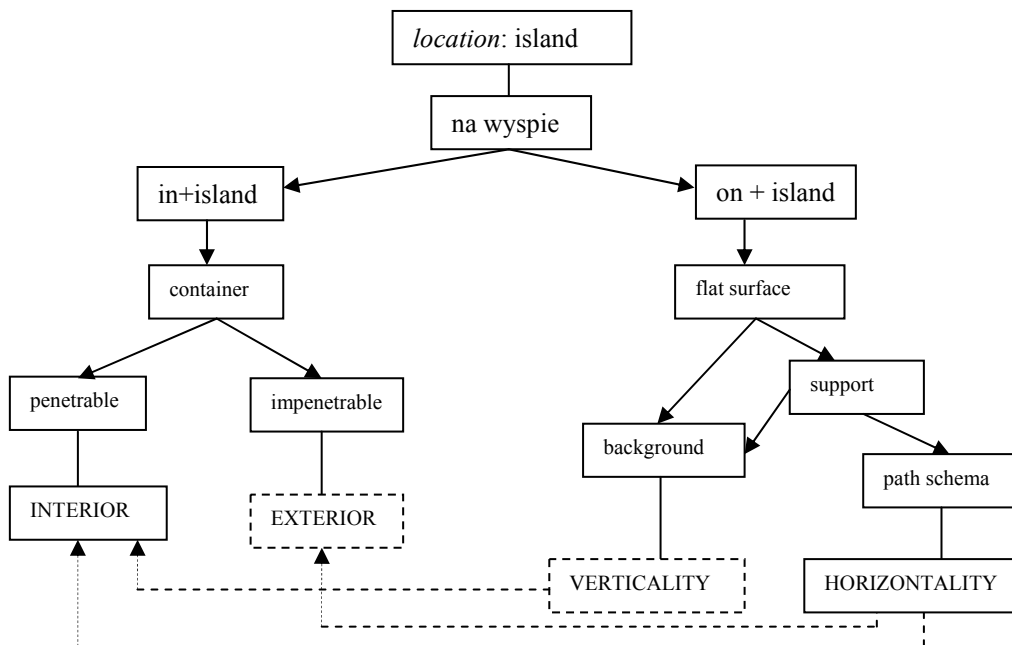 location: island
na wyspie
in+island
on + island
container
flat surface
penetrable
impenetrable
support
background
path schema
INTERIOR
EXTERIOR
VERTICALITY
HORIZONTALITY